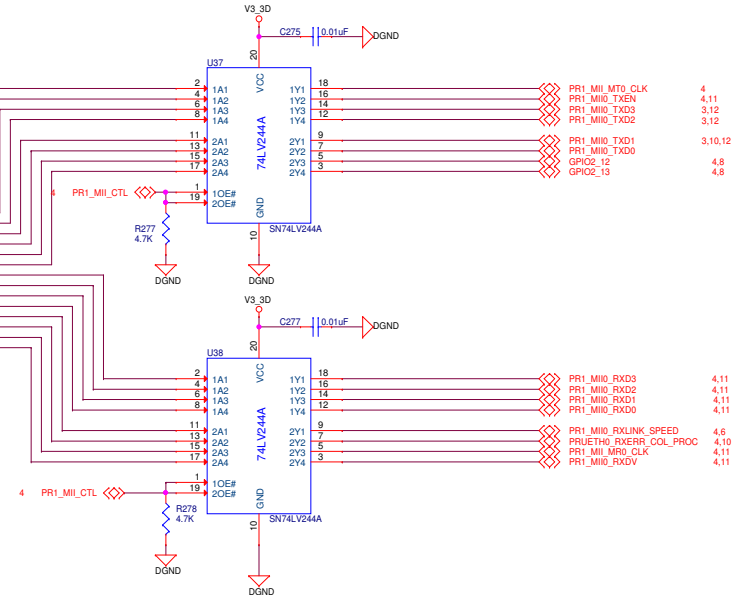 V3_3D
C275 0.01uF
DGND
20
U37
VCC
2 1A1 1Y1 18 PR1_MII_MT0_CLK 4
4 1A2 1Y2 16 PR1_MII0_TXEN 4,11
6 1A3 1Y3 14 PR1_MII0_TXD3 3,12
8 1A4 1Y4 12 PR1_MII0_TXD2 3,12
74LV244A
11 2A1 2Y1 9 PR1_MII0_TXD1 3,10,12
13 2A2 2Y2 7 PR1_MII0_TXD0
15 2A3 2Y3 5 GPIO2_12 4,8
17 2A4 2Y4 3 GPIO2_13 4,8
4 PR1_MII_CTL 1 1OE#
19 2OE#
GND
R277
4.7K
10
SN74LV244A
DGND
DGND
V3_3D
C277 0.01uF
DGND
20
U38
VCC
2 1A1 1Y1 18 PR1_MII0_RXD3 4,11
4 1A2 1Y2 16 PR1_MII0_RXD2 4,11
6 1A3 1Y3 14 PR1_MII0_RXD1 4,11
8 1A4 1Y4 12 PR1_MII0_RXD0 4,11
74LV244A
11 2A1 2Y1 9 PR1_MII0_RXLINK_SPEED 4,6
13 2A2 2Y2 7 PRUETH0_RXERR_COL_PROC 4,10
15 2A3 2Y3 5 PR1_MII_MR0_CLK 4,11
17 2A4 2Y4 3 PR1_MII0_RXDV 4,11
1 1OE#
4 PR1_MII_CTL 19 2OE#
GND
R278
4.7K
10
SN74LV244A
DGND
DGND